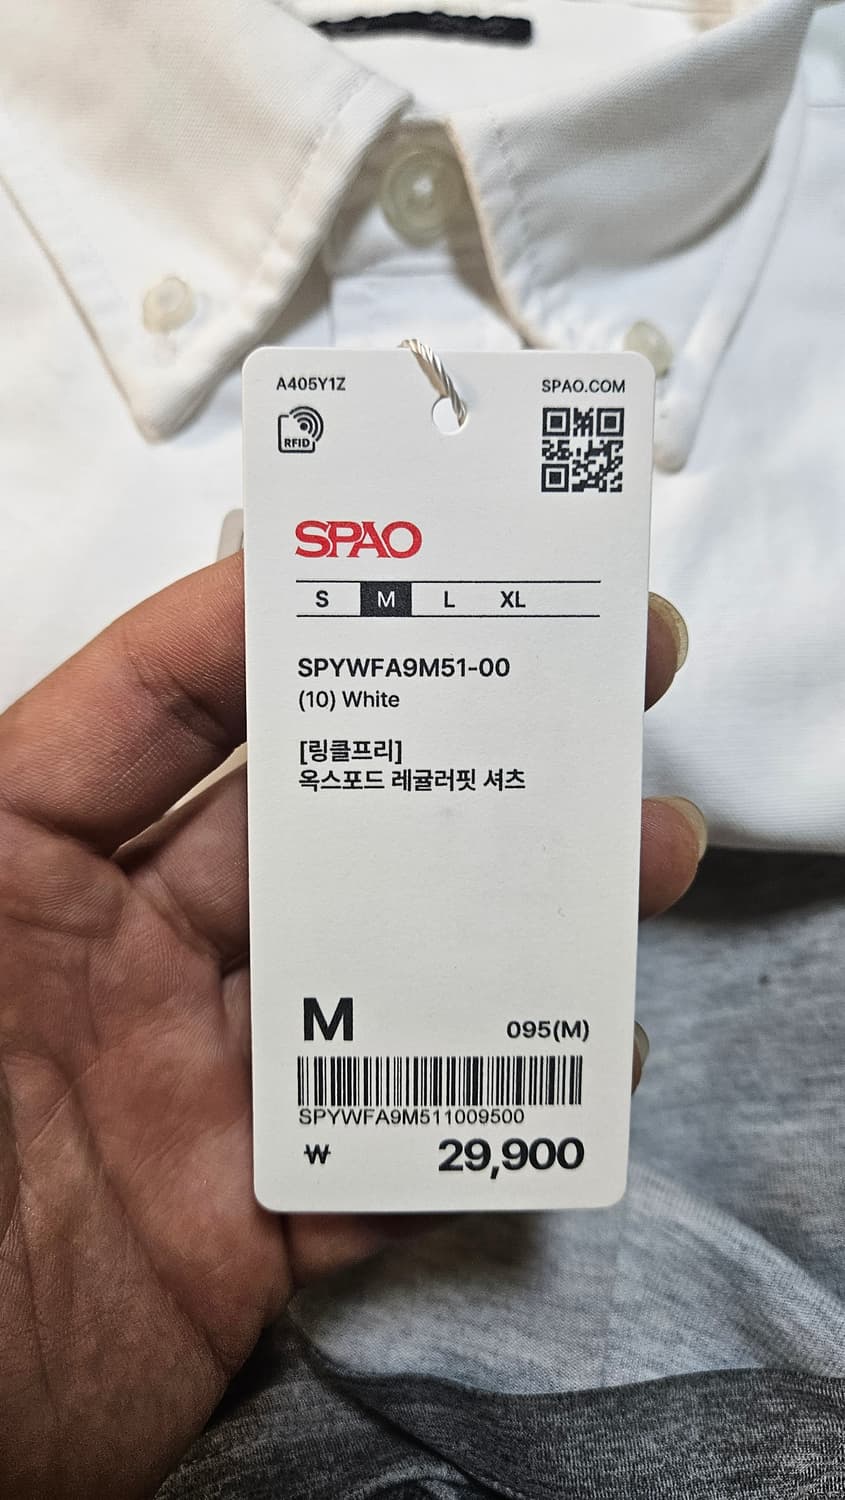 A405Y1Z
SPAO.COM
RFID
SPAO
S M L XL
SPYWFA9M51-00
(10) White
[링클프리]
옥스포드 레귤러핏 셔츠
M
095(M)
SPYWFA9M511009500
₩ 29,900